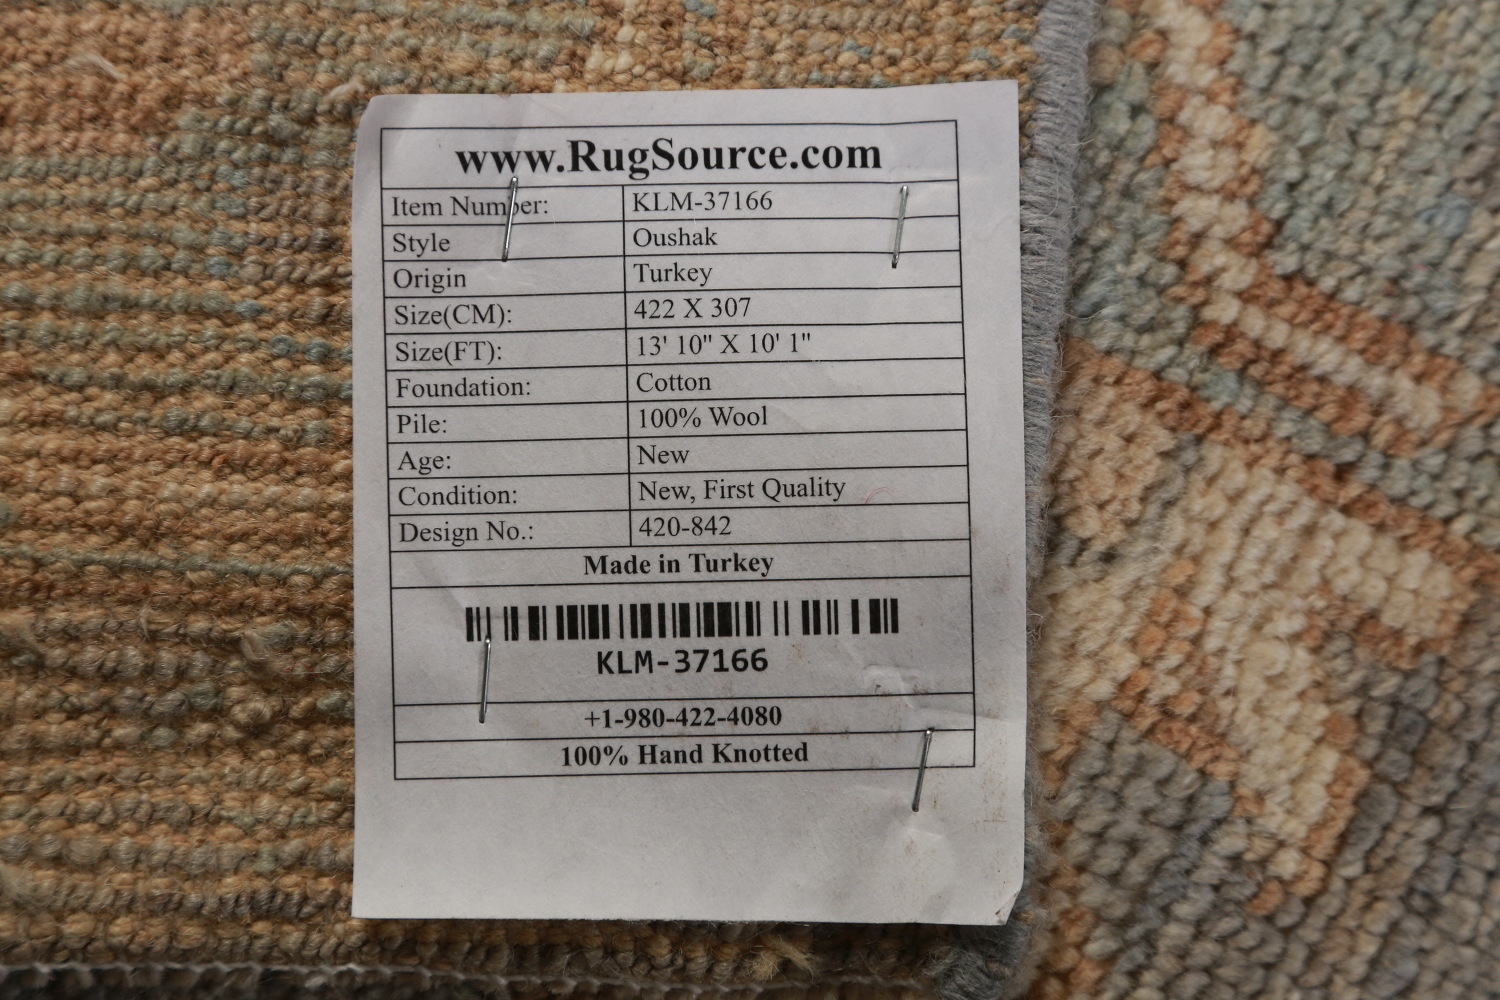 www.RugSource.com
Item Number: KLM-37166
Style Oushak
Origin Turkey
Size(CM): 422 X 307
Size(FT): 13' 10" X 10' 1"
Foundation: Cotton
Pile: 100% Wool
Age: New
Condition: New, First Quality
Design No.: 420-842
Made in Turkey
KLM-37166
+1-980-422-4080
100% Hand Knotted